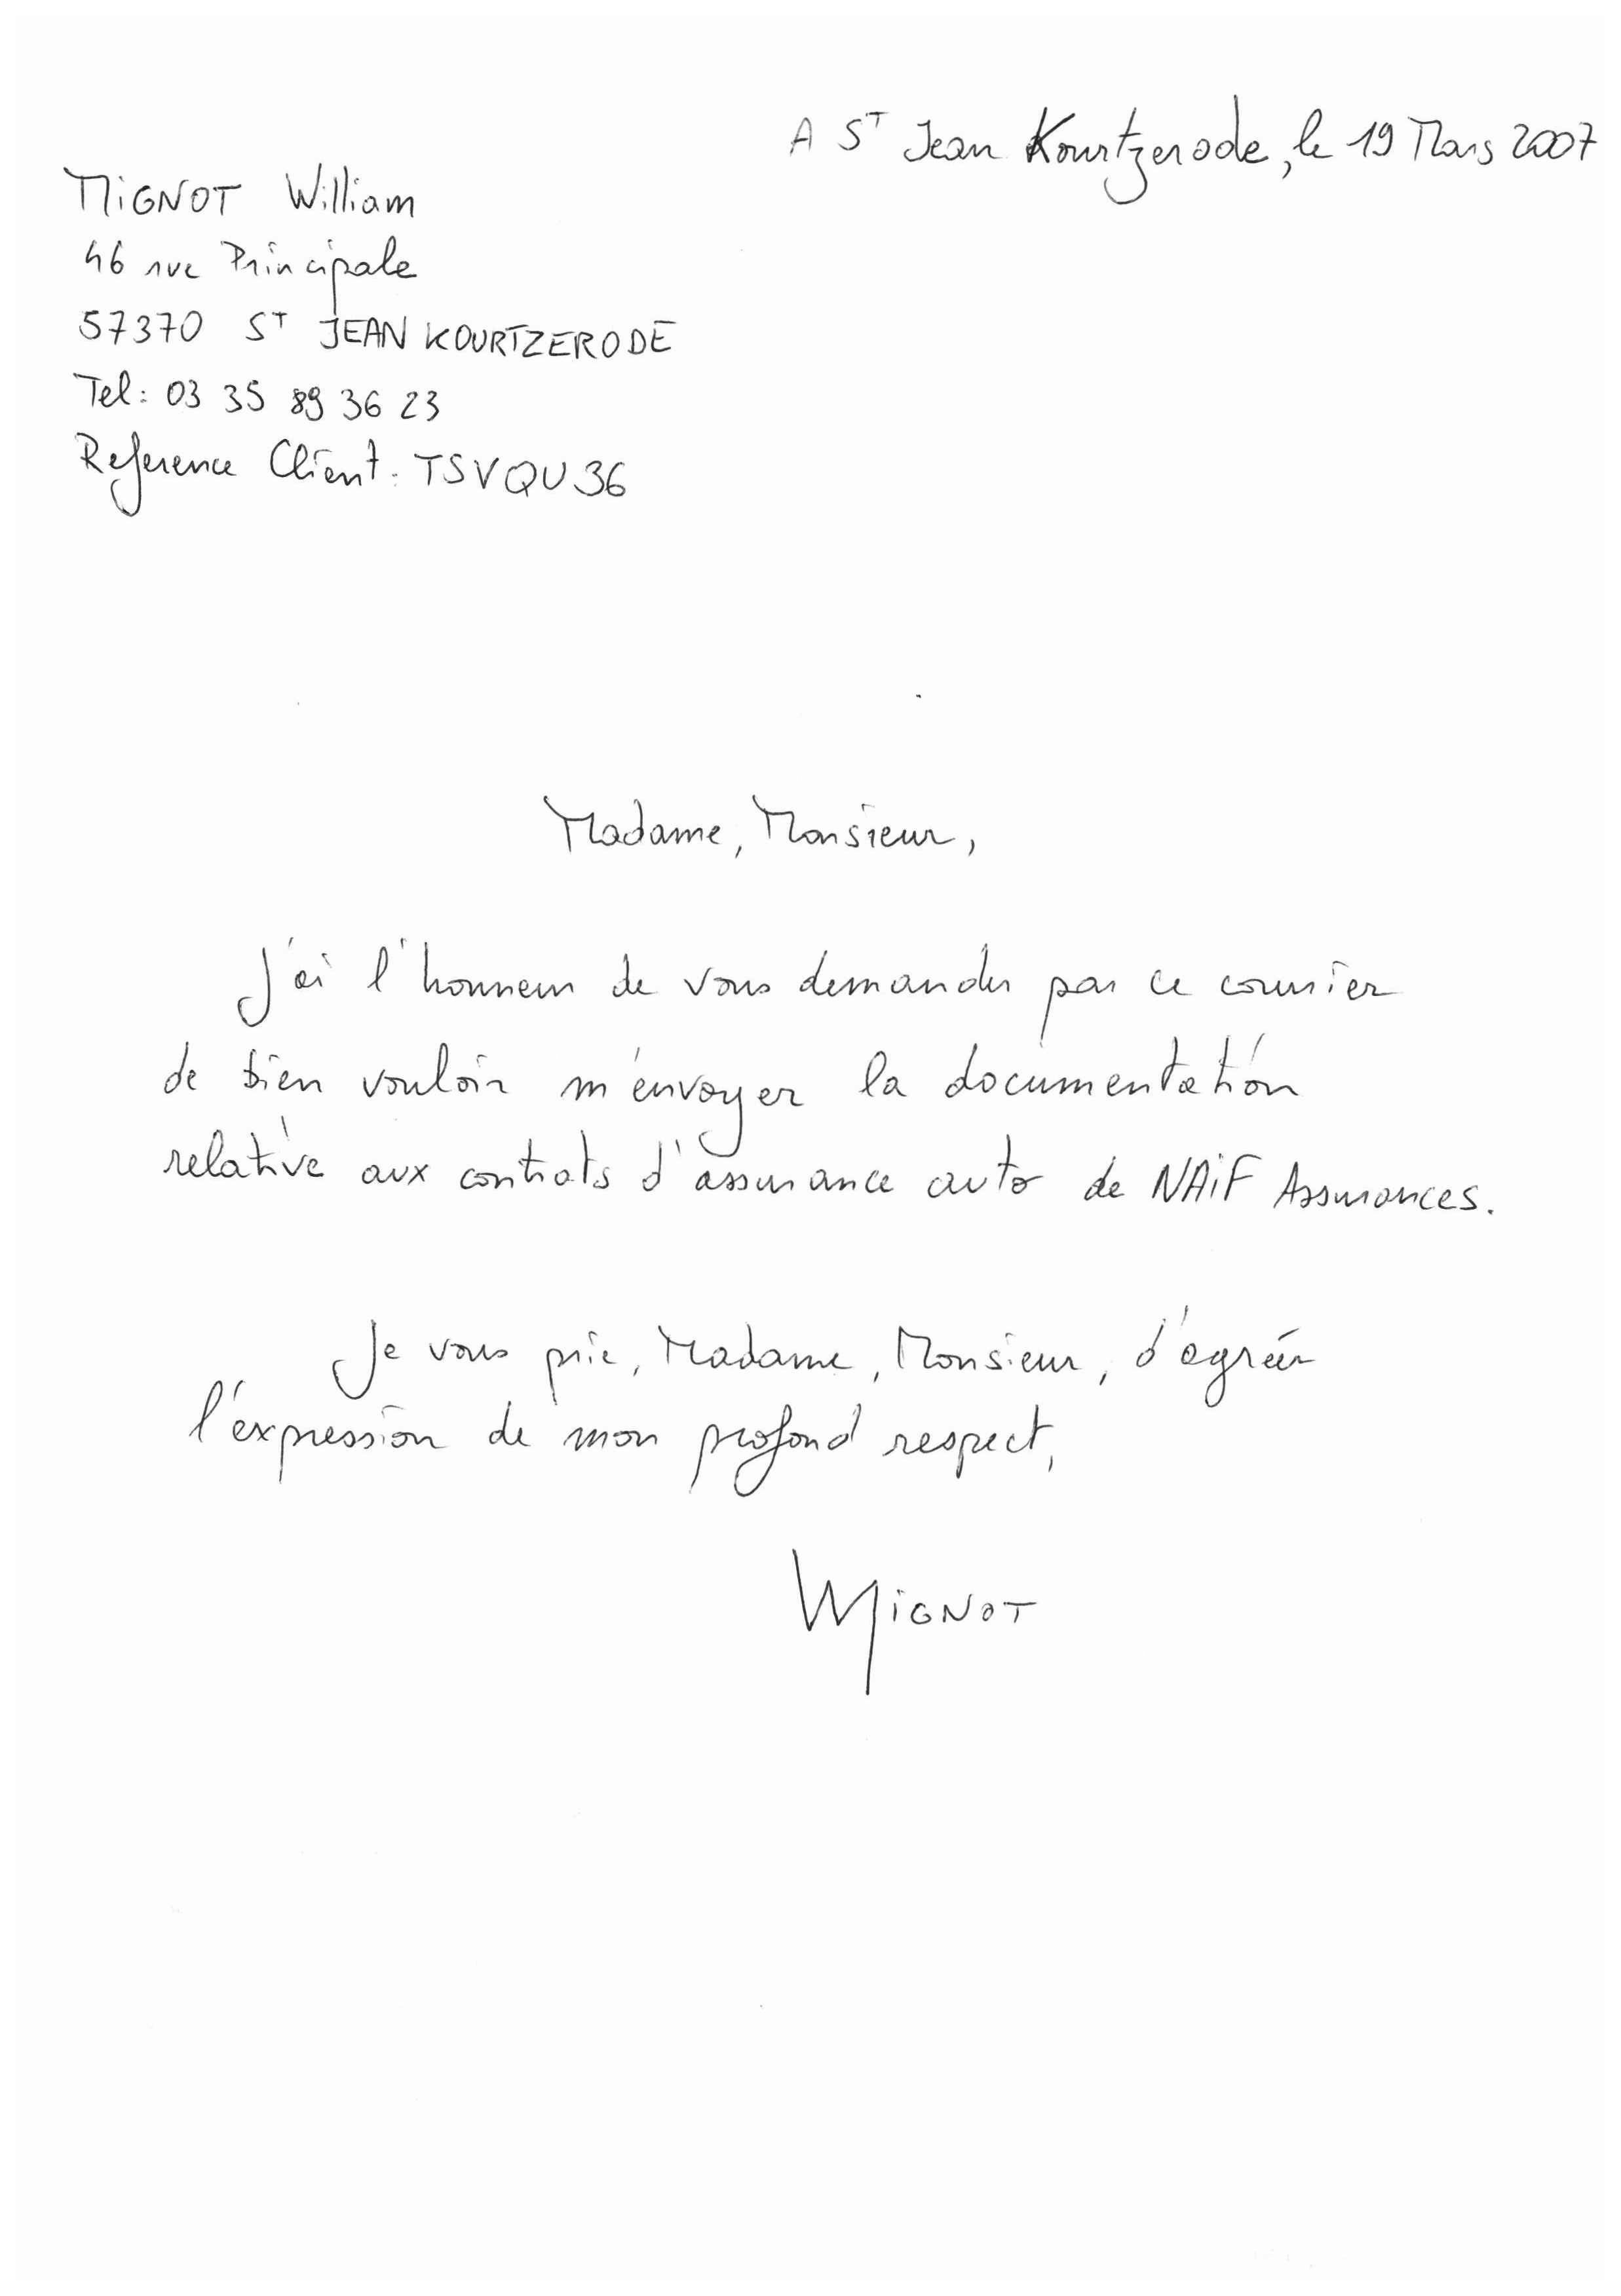 A ST Jean Kourtzerode, le 19 Mars 2007
MiGNOT William
46 rue Principale
57370 ST JEAN KOURTZERODE
Tel: 03 35 89 36 23
Reference Client: TSVQU36
Madame, Monsieur,
J'ai l'honneur de vous demander par ce courrier
de bien vouloir m'envoyer la documentation
relative aux contrats d'assurance auto de NAiF Assurances.
Je vous prie, Madame, Monsieur, d'agréer
l'expression de mon profond respect,
WMiGNOT